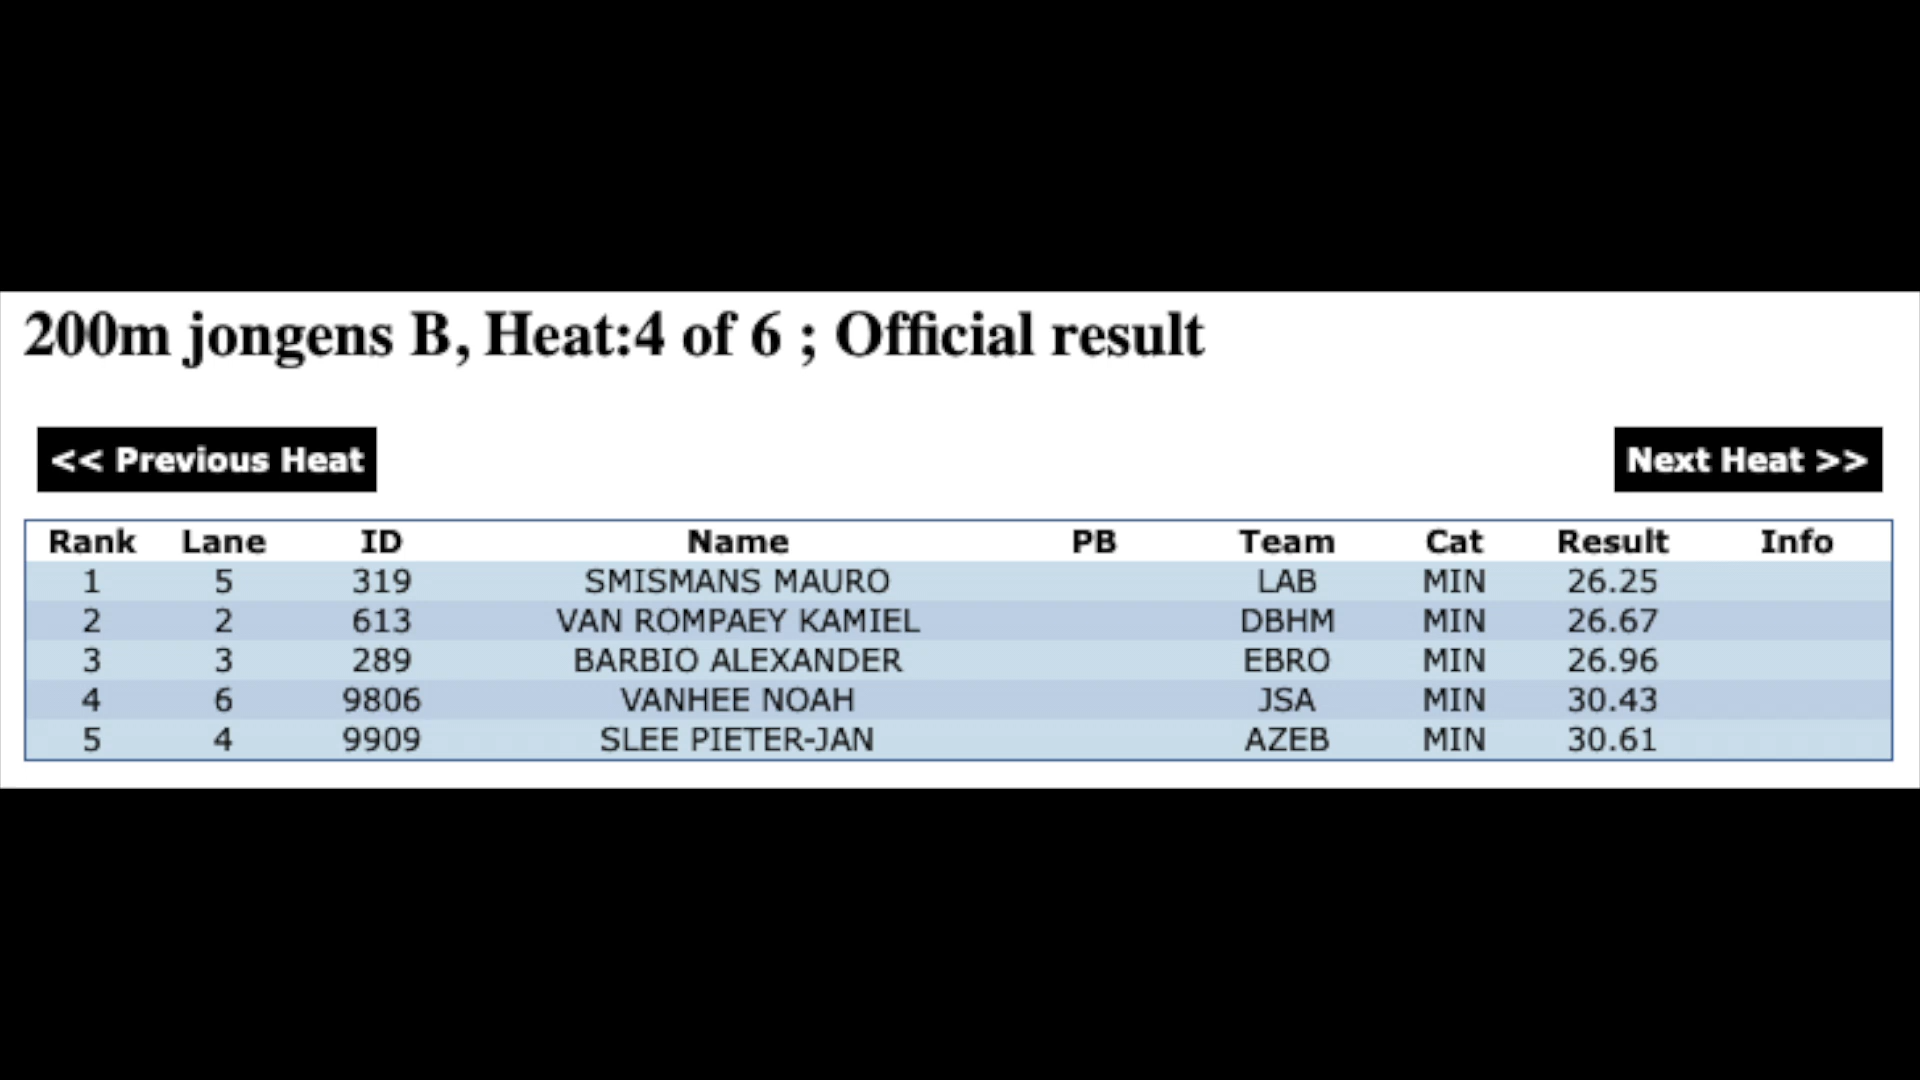 200m jongens B, Heat:4 of 6 ; Official result
<< Previous Heat Next Heat >>
Rank Lane ID Name PB Team Cat Result Info
1 5 319 SMISMANS MAURO LAB MIN 26.25
2 2 613 VAN ROMPAEY KAMIEL DBHM MIN 26.67
3 3 289 BARBIO ALEXANDER EBRO MIN 26.96
4 6 9806 VANHEE NOAH JSA MIN 30.43
5 4 9909 SLEE PIETER-JAN AZEB MIN 30.61